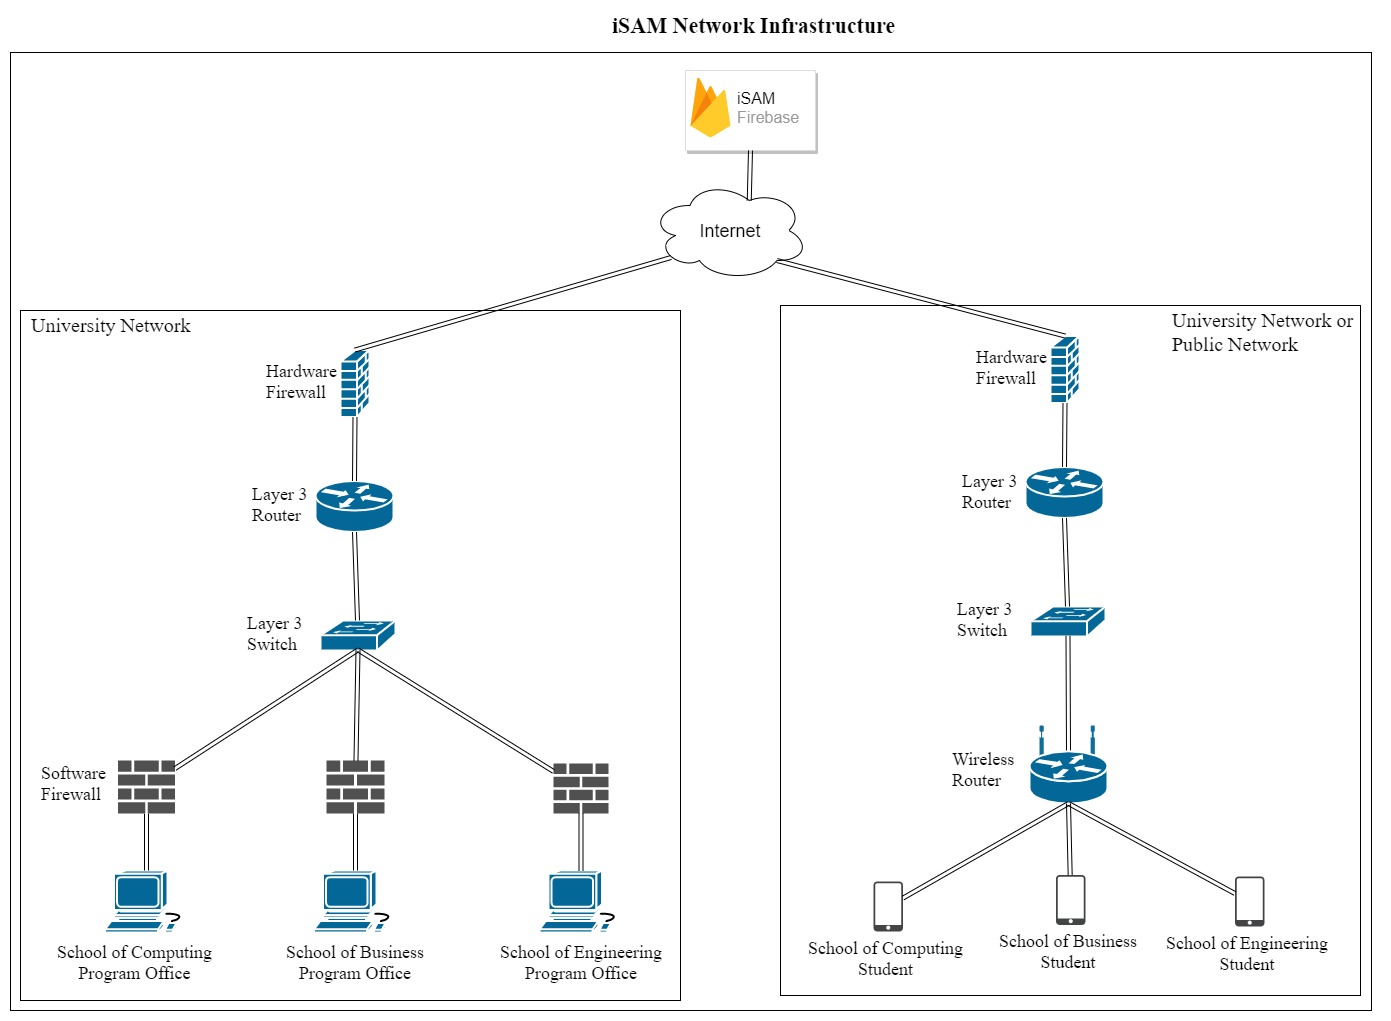 iSAM Network Infrastructure
iSAM
Firebase
Internet
University Network
Hardware
Firewall
Layer 3
Router
Layer 3
Switch
Software
Firewall
School of Computing
Program Office
School of Business
Program Office
School of Engineering
Program Office
University Network or
Public Network
Hardware
Firewall
Layer 3
Router
Layer 3
Switch
Wireless
Router
School of Computing
Student
School of Business
Student
School of Engineering
Student